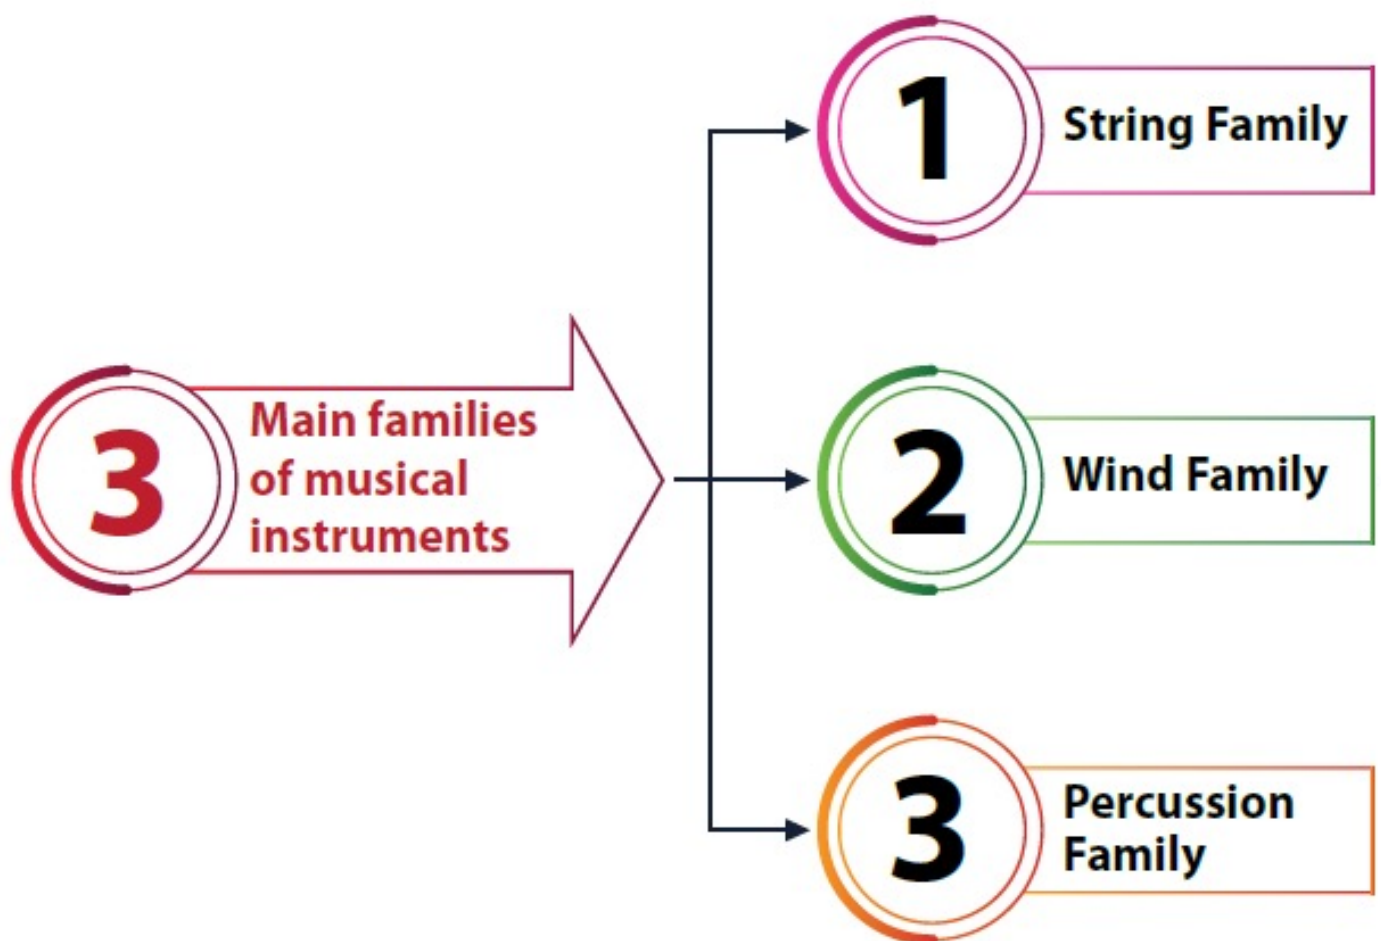 3
Main families
of musical
instruments
1
String Family
2
Wind Family
3
Percussion
Family